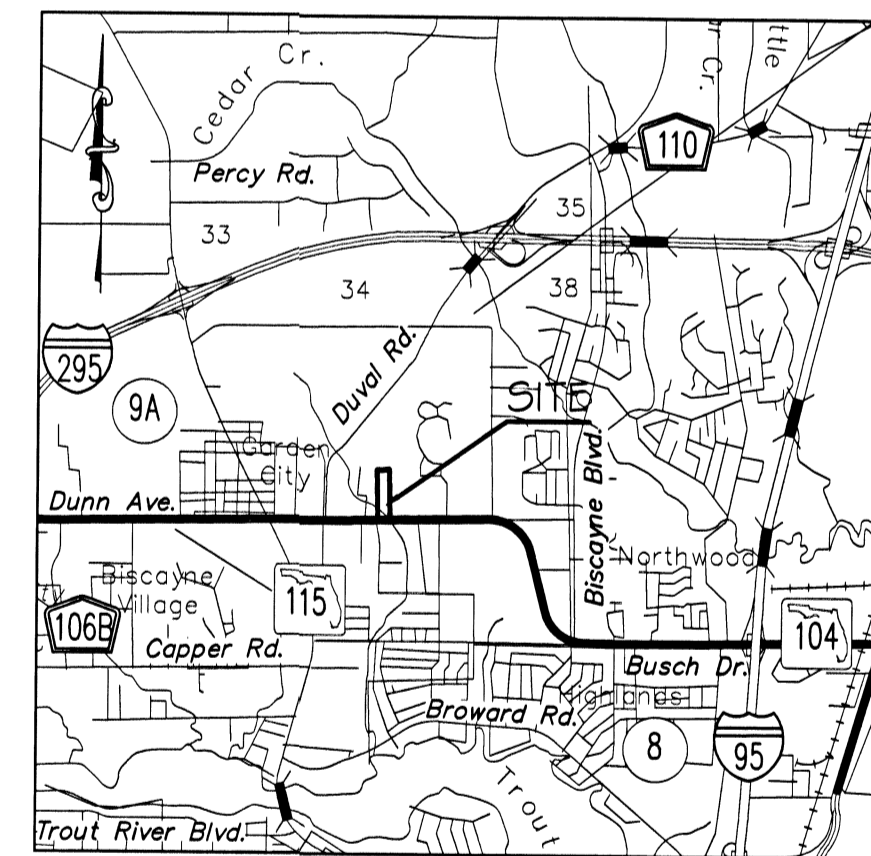 Cedar Cr.
r Cr.
ttle
110
Percy Rd.
33
35
34
38
295
9A
Duval Rd.
SITE
Garden
City
Biscayne Blvd.
Dunn Ave.
Northwood
Biscayne
Village
115
106B
104
Capper Rd.
Busch Dr.
Highlands
Broward Rd.
8
95
Trout
Trout River Blvd.